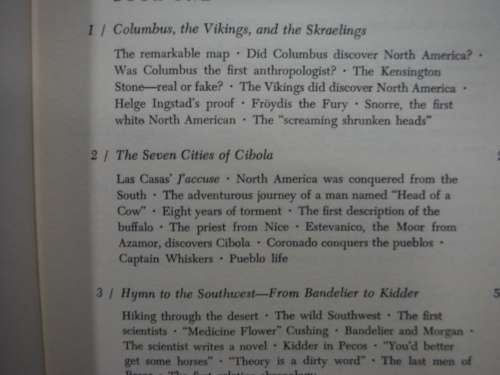 1 / Columbus, the Vikings, and the Skraelings
The remarkable map · Did Columbus discover North America? ·
Was Columbus the first anthropologist? · The Kensington
Stone—real or fake? · The Vikings did discover North America ·
Helge Ingstad's proof · Fröydis the Fury · Snorre, the first
white North American · The "screaming shrunken heads"
2 / The Seven Cities of Cibola
Las Casas' J'accuse · North America was conquered from the
South · The adventurous journey of a man named "Head of a
Cow" · Eight years of torment · The first description of the
buffalo · The priest from Nice · Estevanico, the Moor from
Azamor, discovers Cibola · Coronado conquers the pueblos ·
Captain Whiskers · Pueblo life
3 / Hymn to the Southwest—From Bandelier to Kidder
Hiking through the desert · The wild Southwest · The first
scientists · "Medicine Flower" Cushing · Bandelier and Morgan ·
The scientist writes a novel · Kidder in Pecos · "You'd better
get some horses" · "Theory is a dirty word" · The last men of